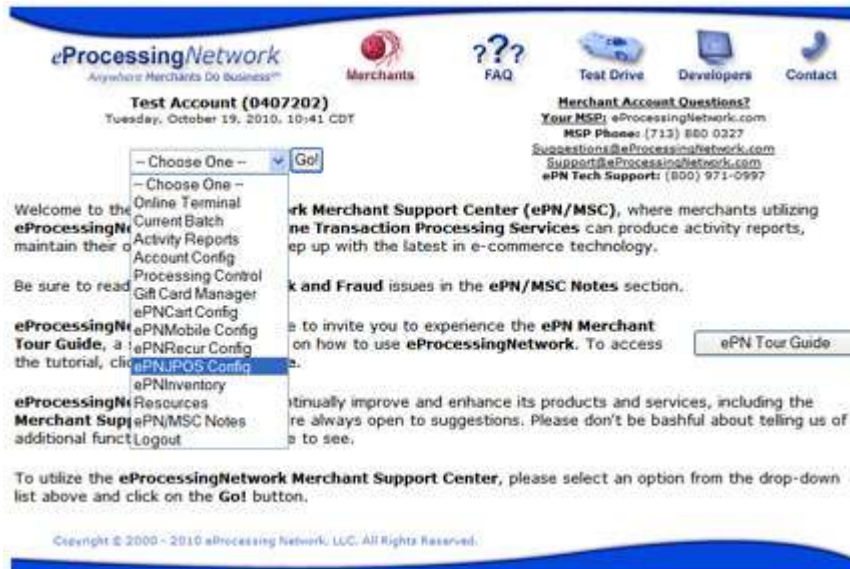 eProcessingNetwork
Anywhere Merchants Do Business℠
Merchants
???
FAQ
Test Drive
Developers
Contact
Test Account (0407202)
Tuesday, October 19, 2010, 10:41 CDT
Merchant Account Questions?
Your MSP: eProcessingNetwork.com
MSP Phone: (713) 880 0327
Suggestions@eProcessingNetwork.com
Support@eProcessingNetwork.com
ePN Tech Support: (800) 971-0997
-- Choose One --
Go!
-- Choose One --
Online Terminal
Current Batch
Activity Reports
Account Config
Processing Control
Gift Card Manager
ePNCart Config
ePNMobile Config
ePNRecur Config
ePNJPOS Config
ePNInventory
Resources
ePN/MSC Notes
Logout
Welcome to the rk Merchant Support Center (ePN/MSC), where merchants utilizing
eProcessingNe ne Transaction Processing Services can produce activity reports,
maintain their o ep up with the latest in e-commerce technology.
Be sure to read k and Fraud issues in the ePN/MSC Notes section.
eProcessingNe e to invite you to experience the ePN Merchant
Tour Guide, a on how to use eProcessingNetwork. To access
the tutorial, clic e.
ePN Tour Guide
eProcessingNe tinually improve and enhance its products and services, including the
Merchant Supp re always open to suggestions. Please don't be bashful about telling us of
additional funct e to see.
To utilize the eProcessingNetwork Merchant Support Center, please select an option from the drop-down
list above and click on the Go! button.
Copyright © 2000 - 2010 eProcessing Network, LLC. All Rights Reserved.